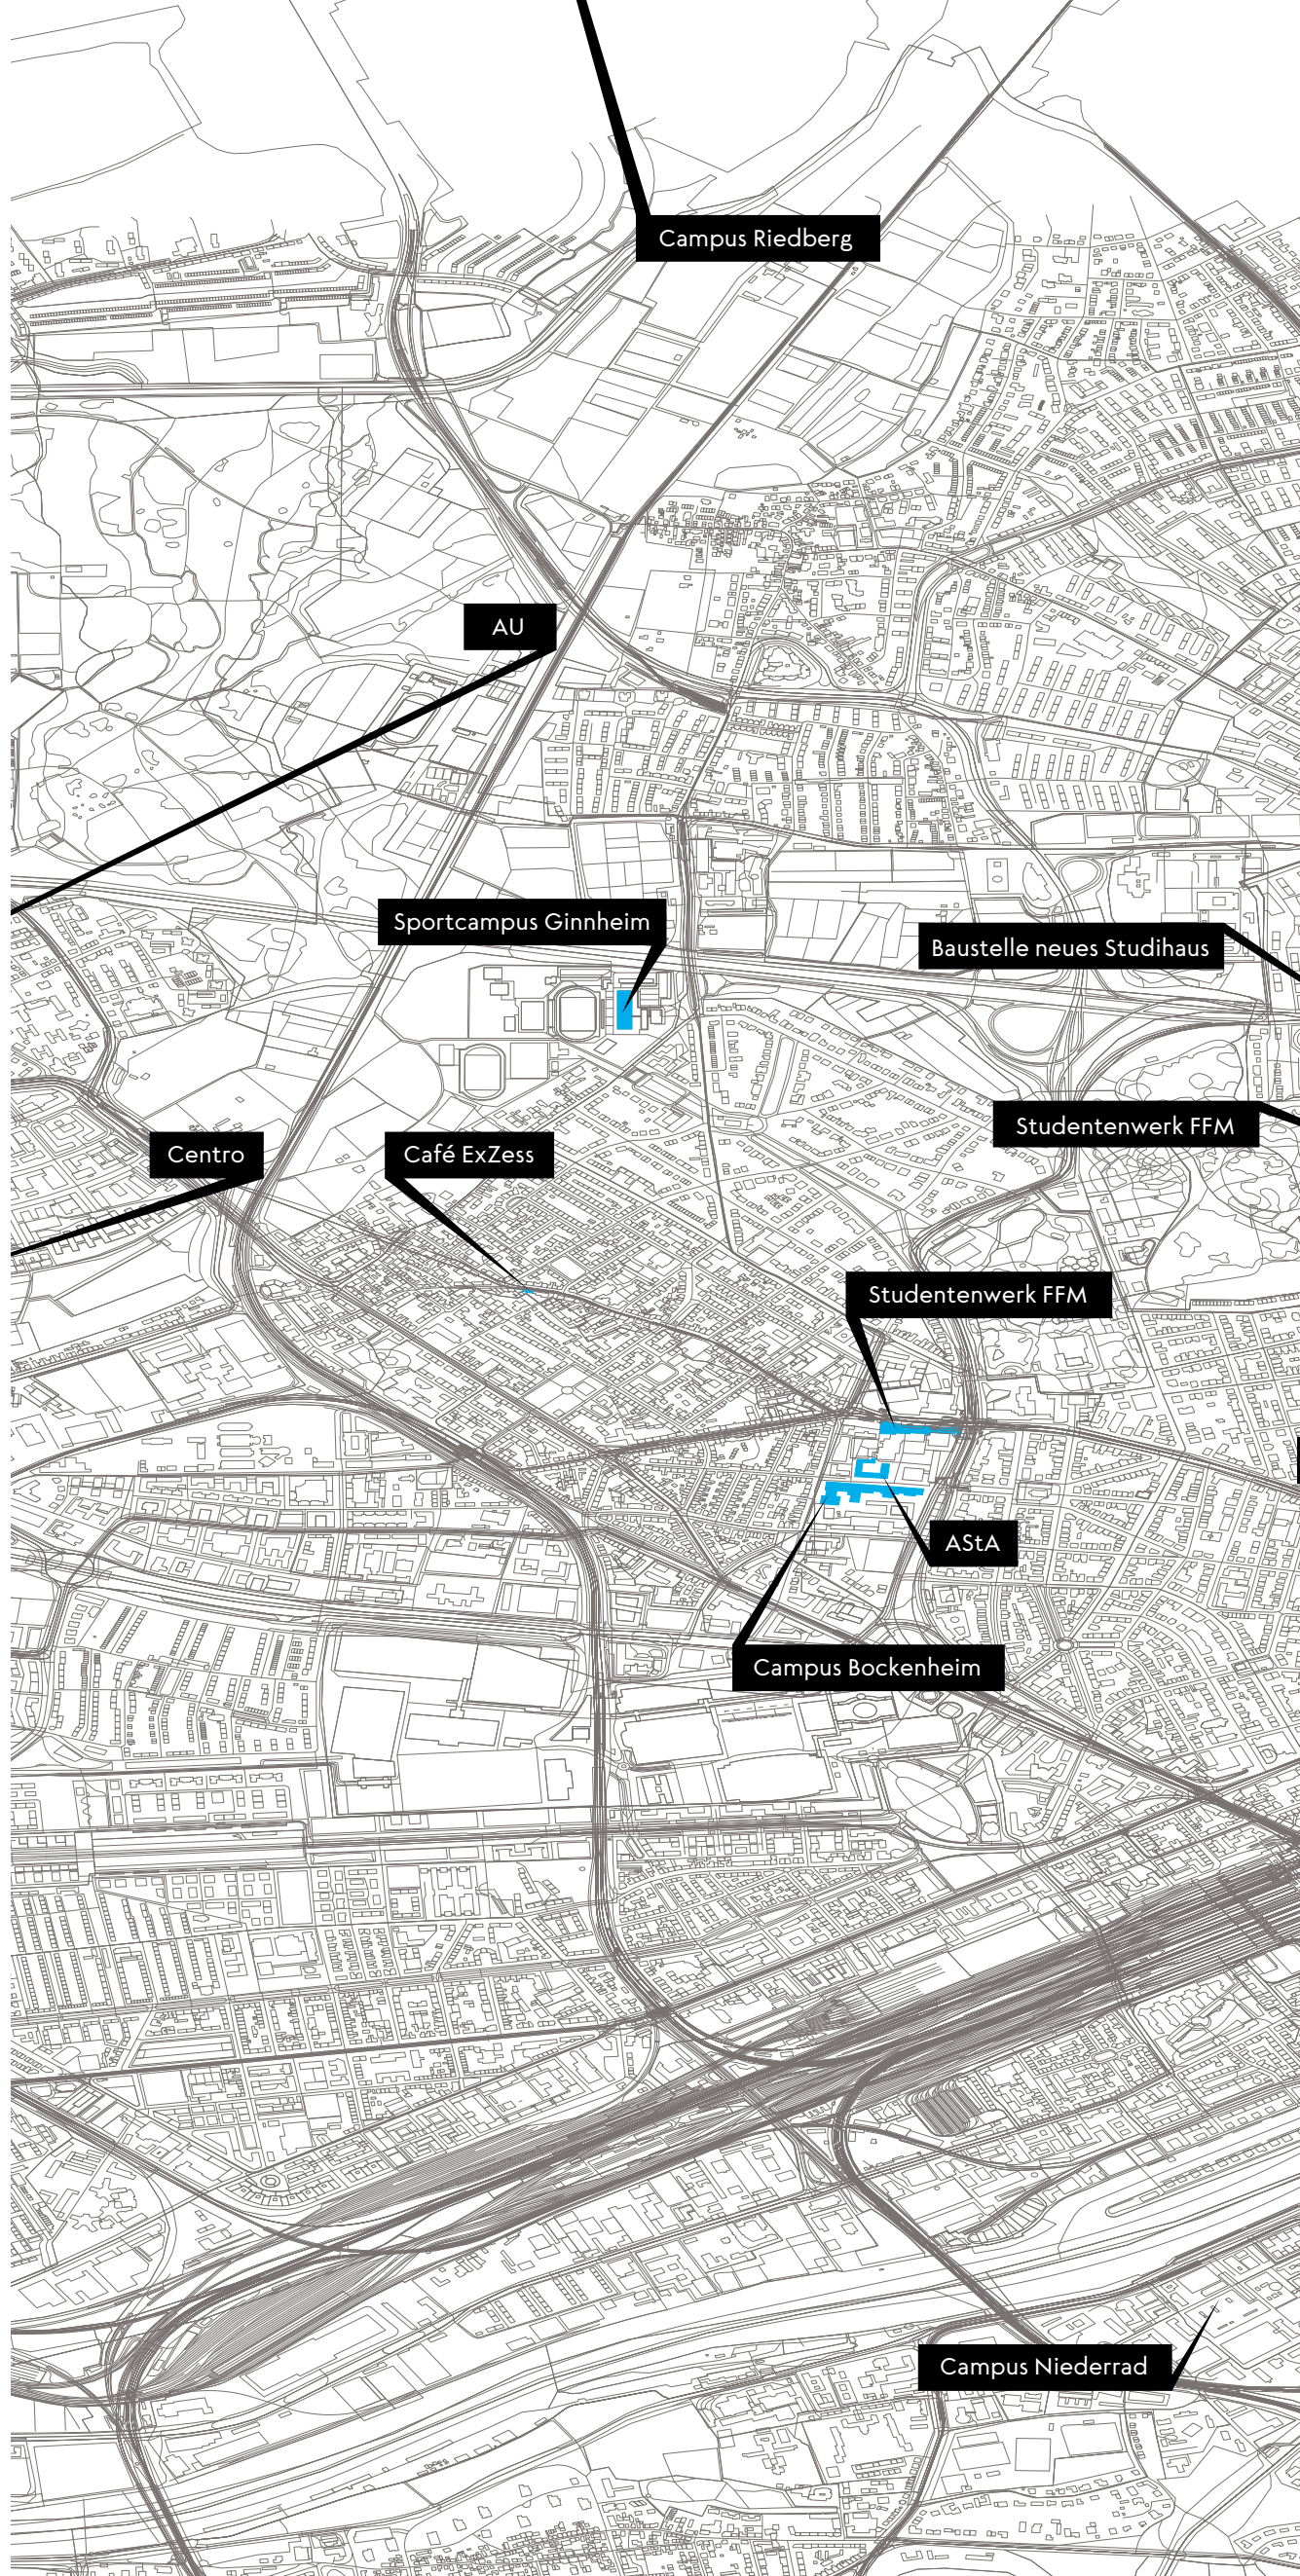 Campus Riedberg
AU
Sportcampus Ginnheim
Baustelle neues Studihaus
Studentenwerk FFM
Centro
Café ExZess
Studentenwerk FFM
AStA
Campus Bockenheim
Campus Niederrad